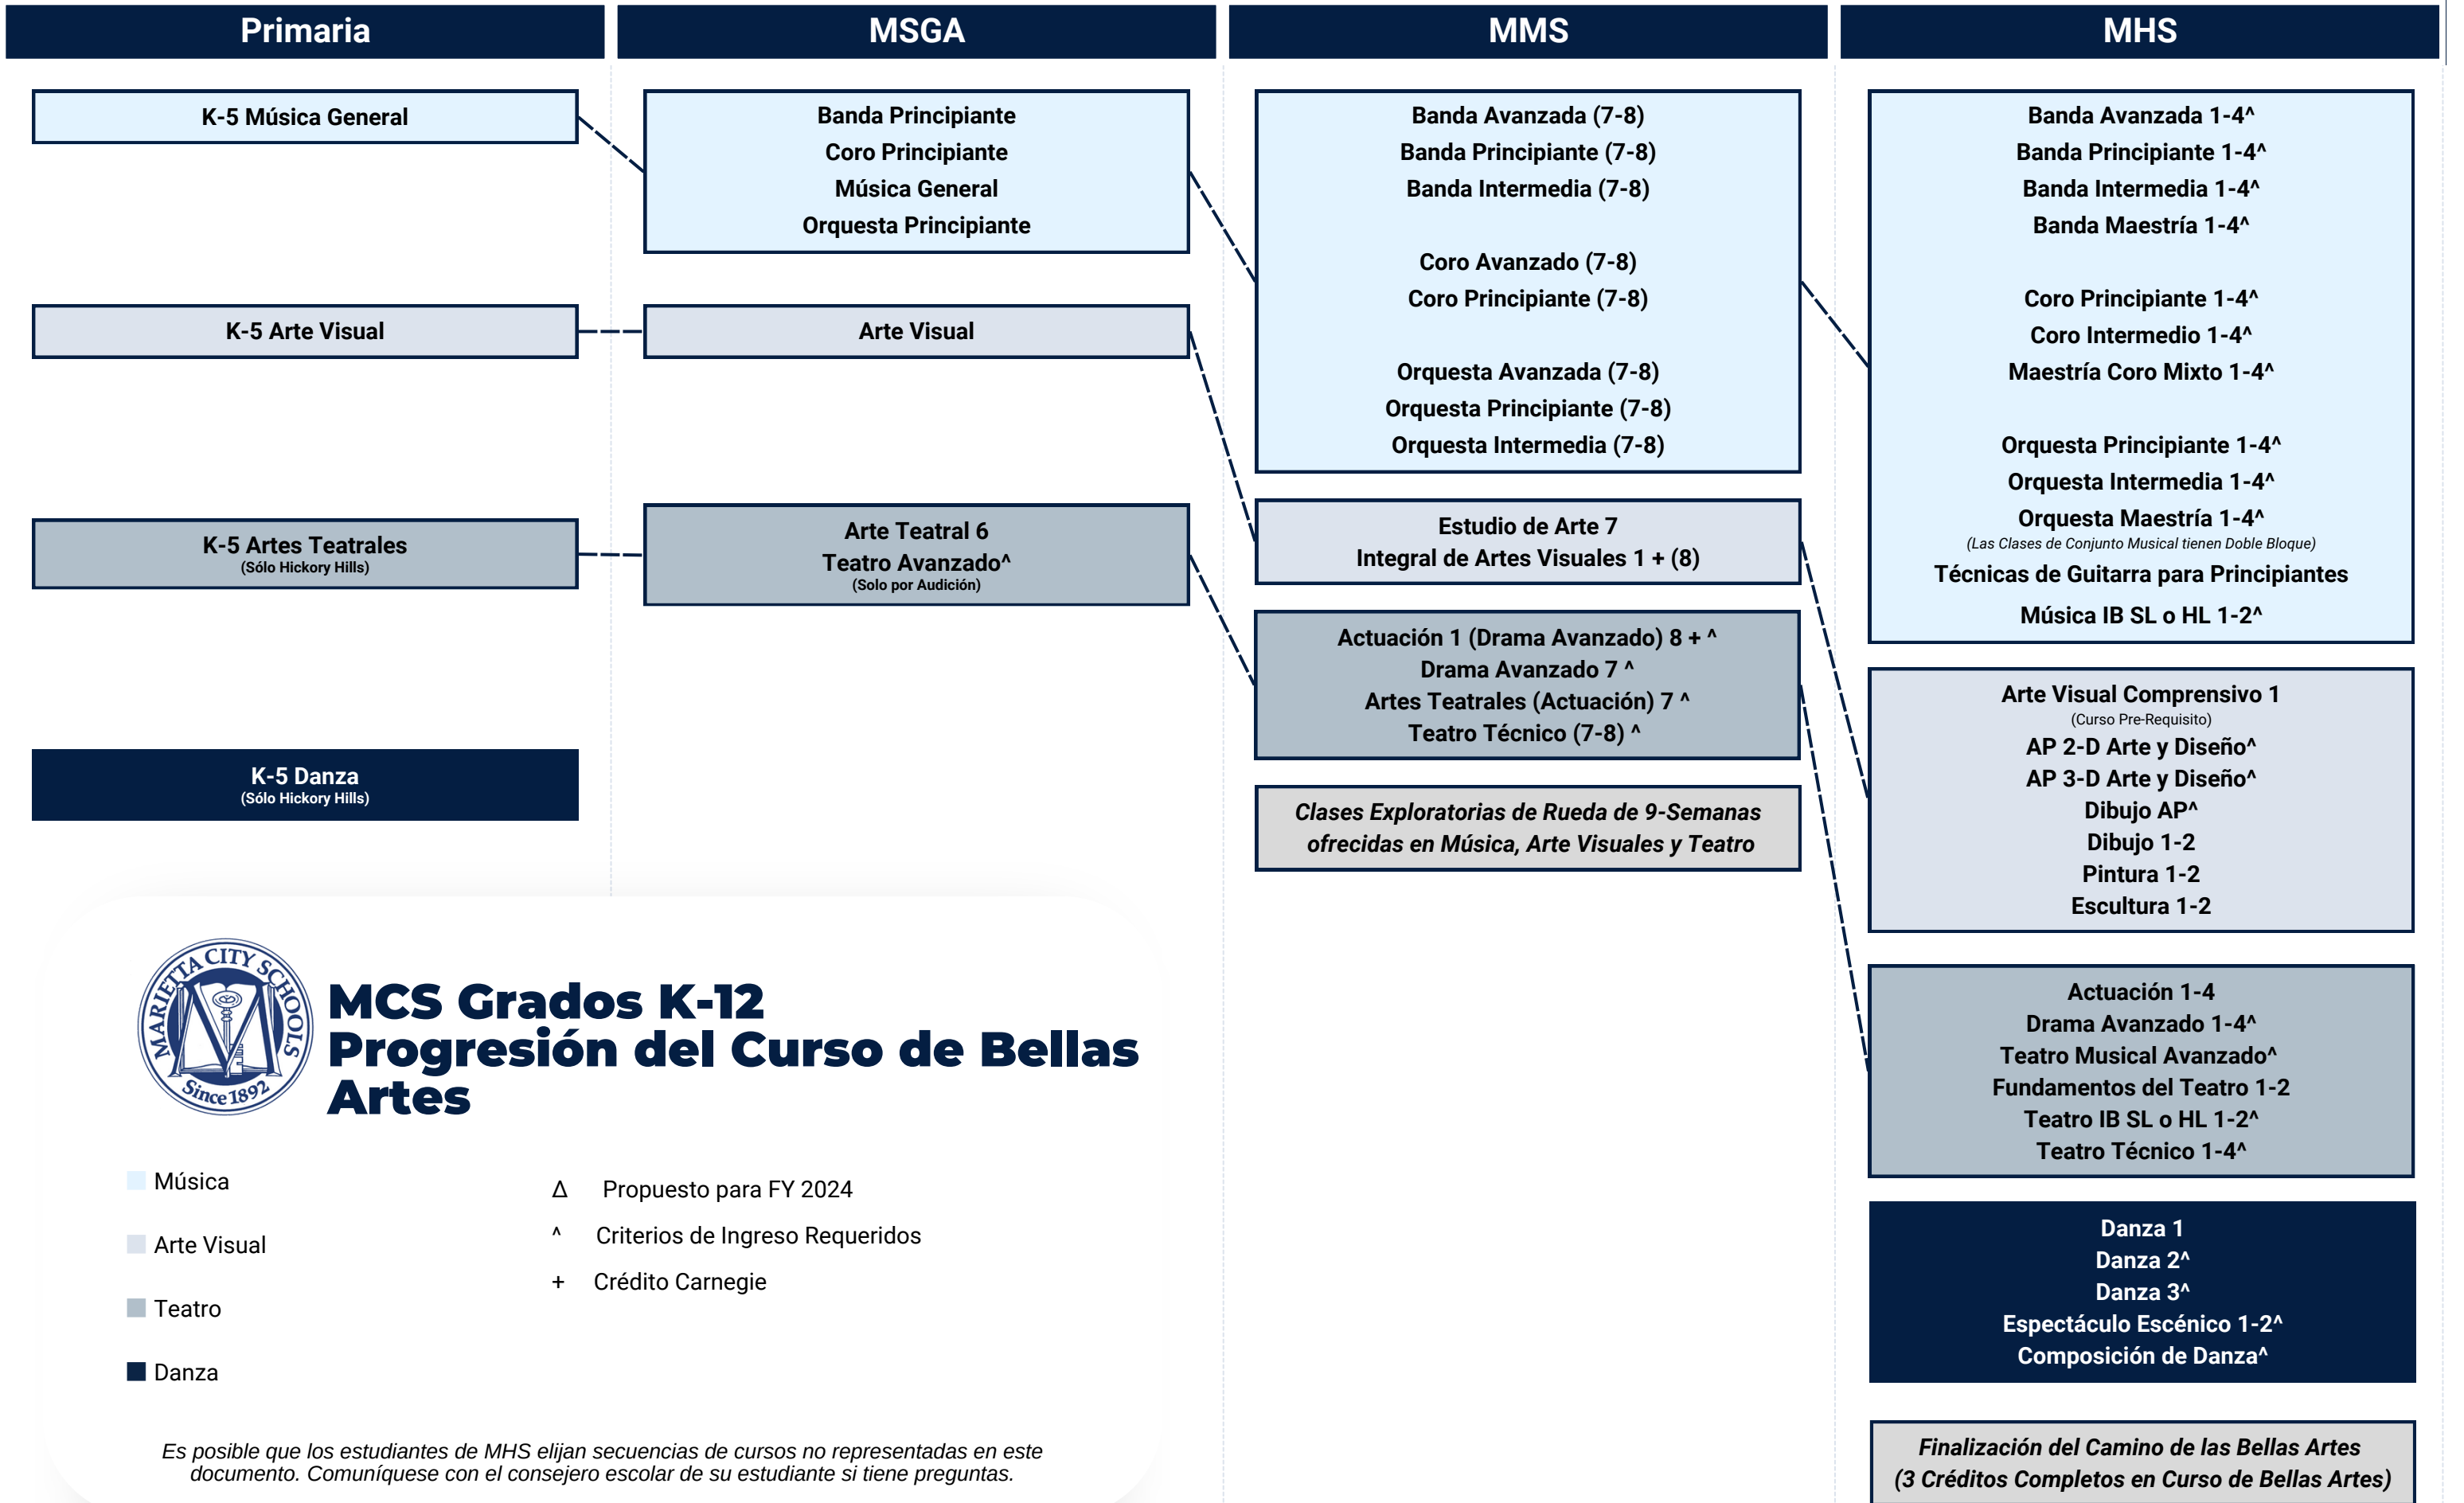 Primaria
MSGA
MMS
MHS
K-5 Música General
K-5 Arte Visual
K-5 Artes Teatrales
(Sólo Hickory Hills)
K-5 Danza
(Sólo Hickory Hills)
Banda Principiante
Coro Principiante
Música General
Orquesta Principiante
Arte Visual
Arte Teatral 6
Teatro Avanzado^
(Solo por Audición)
Banda Avanzada (7-8)
Banda Principiante (7-8)
Banda Intermedia (7-8)
Coro Avanzado (7-8)
Coro Principiante (7-8)
Orquesta Avanzada (7-8)
Orquesta Principiante (7-8)
Orquesta Intermedia (7-8)
Estudio de Arte 7
Integral de Artes Visuales 1 + (8)
Actuación 1 (Drama Avanzado) 8 + ^
Drama Avanzado 7 ^
Artes Teatrales (Actuación) 7 ^
Teatro Técnico (7-8) ^
Clases Exploratorias de Rueda de 9-Semanas
ofrecidas en Música, Arte Visuales y Teatro
Banda Avanzada 1-4^
Banda Principiante 1-4^
Banda Intermedia 1-4^
Banda Maestría 1-4^
Coro Principiante 1-4^
Coro Intermedio 1-4^
Maestría Coro Mixto 1-4^
Orquesta Principiante 1-4^
Orquesta Intermedia 1-4^
Orquesta Maestría 1-4^
(Las Clases de Conjunto Musical tienen Doble Bloque)
Técnicas de Guitarra para Principiantes
Música IB SL o HL 1-2^
Arte Visual Comprensivo 1
(Curso Pre-Requisito)
AP 2-D Arte y Diseño^
AP 3-D Arte y Diseño^
Dibujo AP^
Dibujo 1-2
Pintura 1-2
Escultura 1-2
Actuación 1-4
Drama Avanzado 1-4^
Teatro Musical Avanzado^
Fundamentos del Teatro 1-2
Teatro IB SL o HL 1-2^
Teatro Técnico 1-4^
Danza 1
Danza 2^
Danza 3^
Espectáculo Escénico 1-2^
Composición de Danza^
Finalización del Camino de las Bellas Artes
(3 Créditos Completos en Curso de Bellas Artes)
MARIETTA CITY SCHOOLS
Since 1892
MCS Grados K-12
Progresión del Curso de Bellas
Artes
Música
Arte Visual
Teatro
Danza
Δ Propuesto para FY 2024
^ Criterios de Ingreso Requeridos
+ Crédito Carnegie
Es posible que los estudiantes de MHS elijan secuencias de cursos no representadas en este
documento. Comuníquese con el consejero escolar de su estudiante si tiene preguntas.